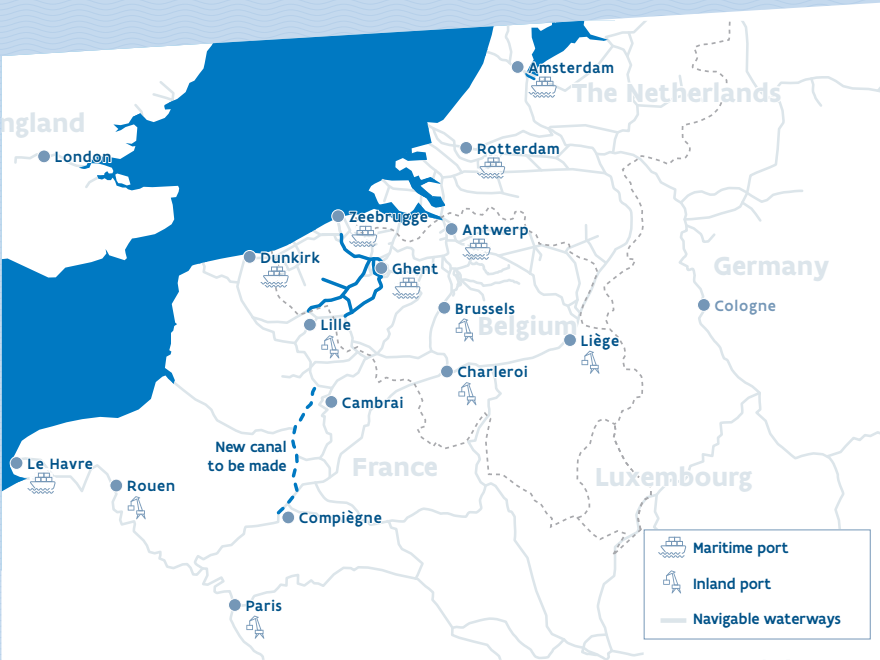 Amsterdam
The Netherlands
ngland
London
Rotterdam
Zeebrugge
Antwerp
Dunkirk
Ghent
Germany
Cologne
Brussels
Lille
Belgium
Liège
Charleroi
Cambrai
New canal
to be made
France
Le Havre
Rouen
Luxembourg
Compiègne
Paris
Maritime port
Inland port
Navigable waterways